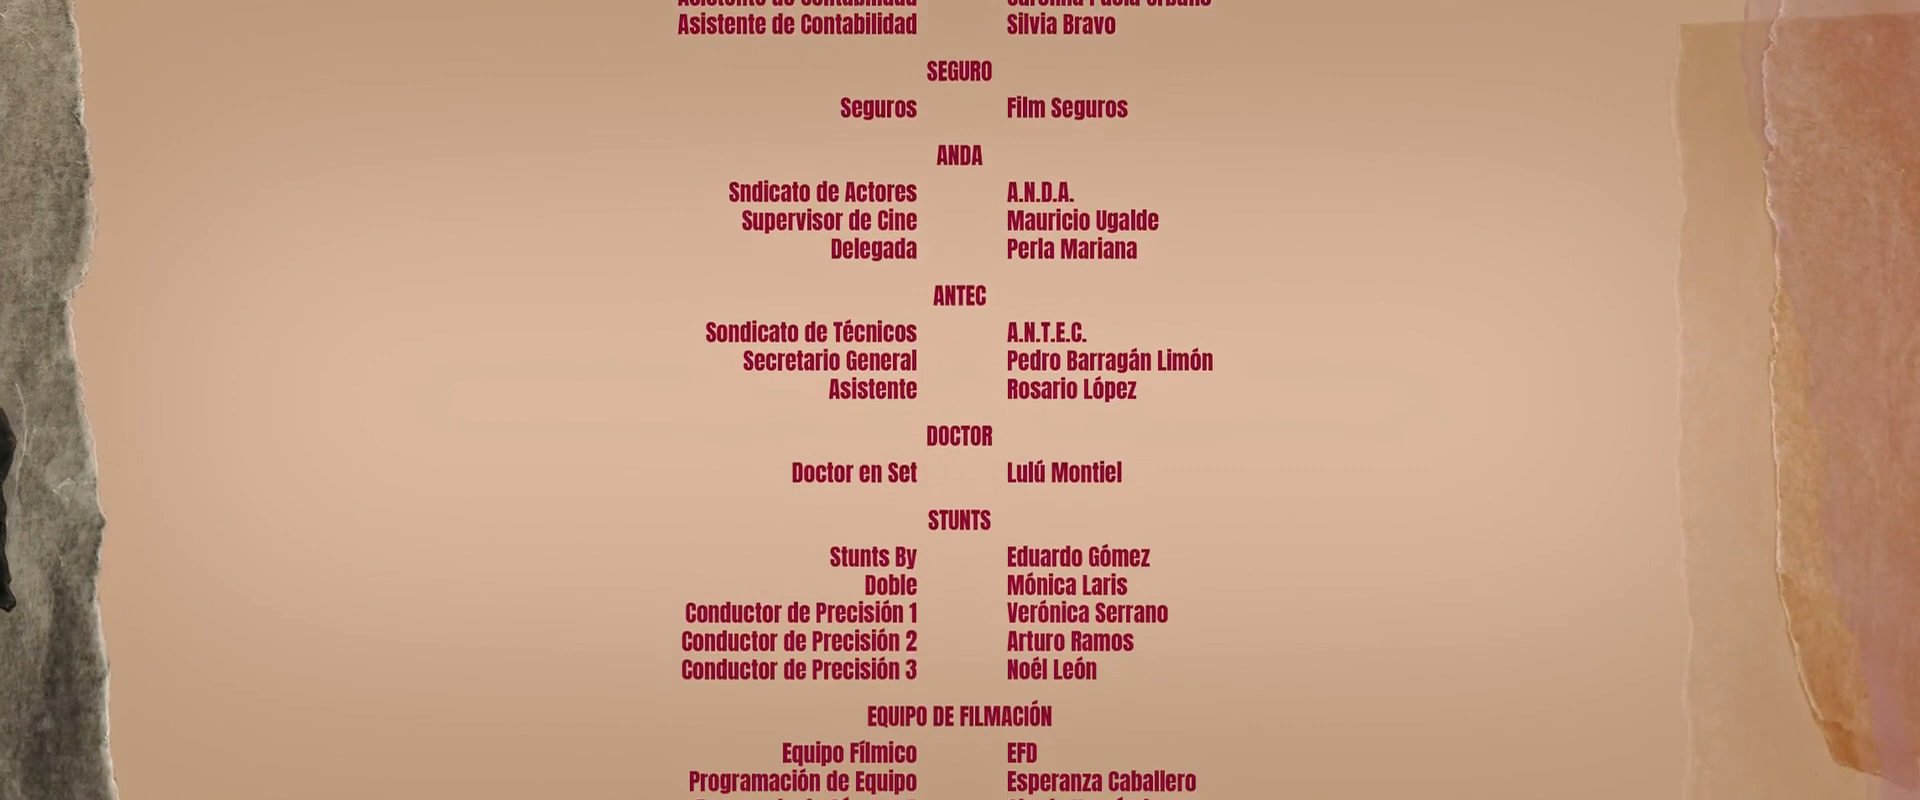 Asistente de Contabilidad Silvia Bravo
SEGURO
Seguros Film Seguros
ANDA
Sndicato de Actores A.N.D.A.
Supervisor de Cine Mauricio Ugalde
Delegada Perla Mariana
ANTEC
Sondicato de Técnicos A.N.T.E.C.
Secretario General Pedro Barragán Limón
Asistente Rosario López
DOCTOR
Doctor en Set Lulú Montiel
STUNTS
Stunts By Eduardo Gómez
Doble Mónica Laris
Conductor de Precisión 1 Verónica Serrano
Conductor de Precisión 2 Arturo Ramos
Conductor de Precisión 3 Noél León
EQUIPO DE FILMACIÓN
Equipo Fílmico EFD
Programación de Equipo Esperanza Caballero